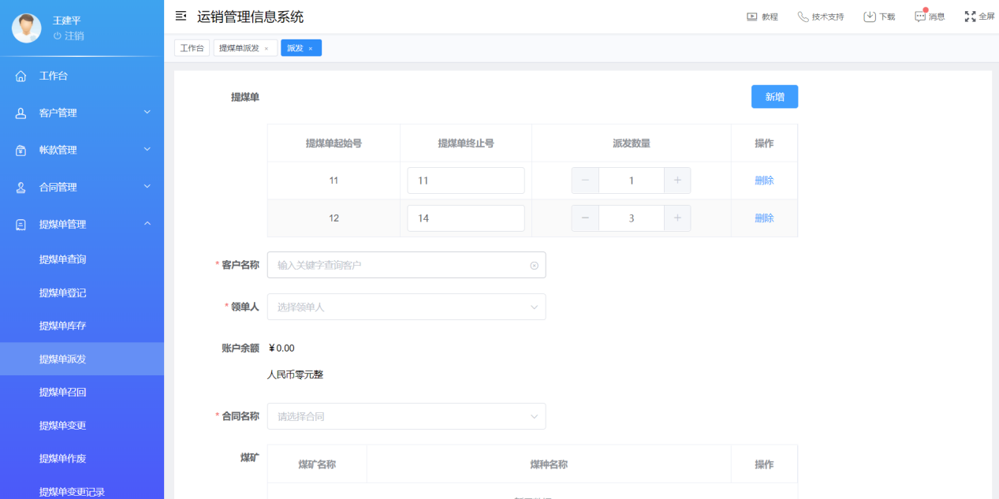 王建平
注销
运销管理信息系统
教程
技术支持
下载
消息
全屏
工作台
提煤单派发 ×
派发 ×
工作台
客户管理
帐款管理
合同管理
提煤单管理
提煤单查询
提煤单登记
提煤单库存
提煤单派发
提煤单召回
提煤单变更
提煤单作废
提煤单变更记录
提煤单
新增
提煤单起始号 提煤单终止号 派发数量 操作
11 11 − 1 + 删除
12 14 − 3 + 删除
* 客户名称 输入关键字查询客户
* 领单人 选择领单人
账户余额 ¥0.00
人民币零元整
* 合同名称 请选择合同
煤矿
煤矿名称 煤种名称 操作